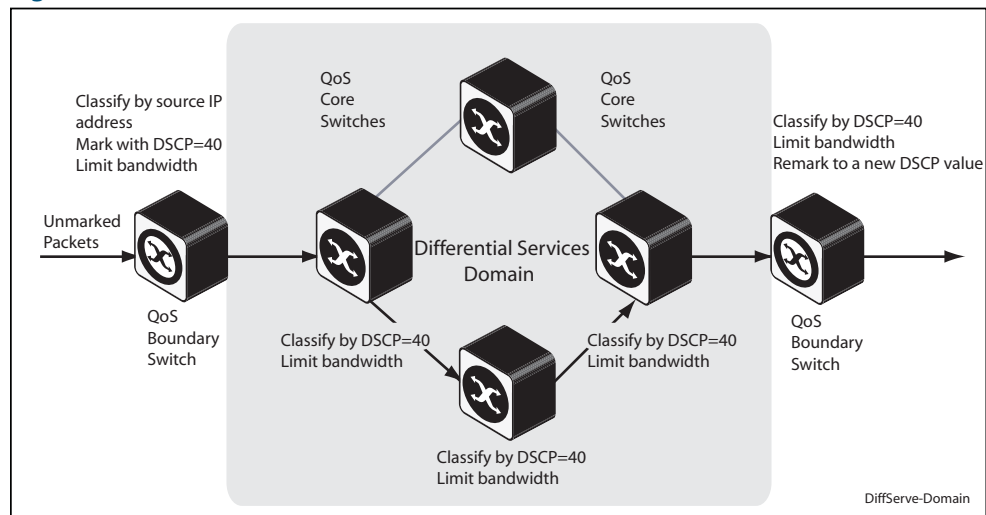 Classify by source IP
address
Mark with DSCP=40
Limit bandwidth
Unmarked
Packets
QoS
Boundary
Switch
QoS
Core
Switches
QoS
Core
Switches
Differential Services
Domain
Classify by DSCP=40
Limit bandwidth
Classify by DSCP=40
Limit bandwidth
Classify by DSCP=40
Limit bandwidth
Classify by DSCP=40
Limit bandwidth
Remark to a new DSCP value
QoS
Boundary
Switch
DiffServe-Domain